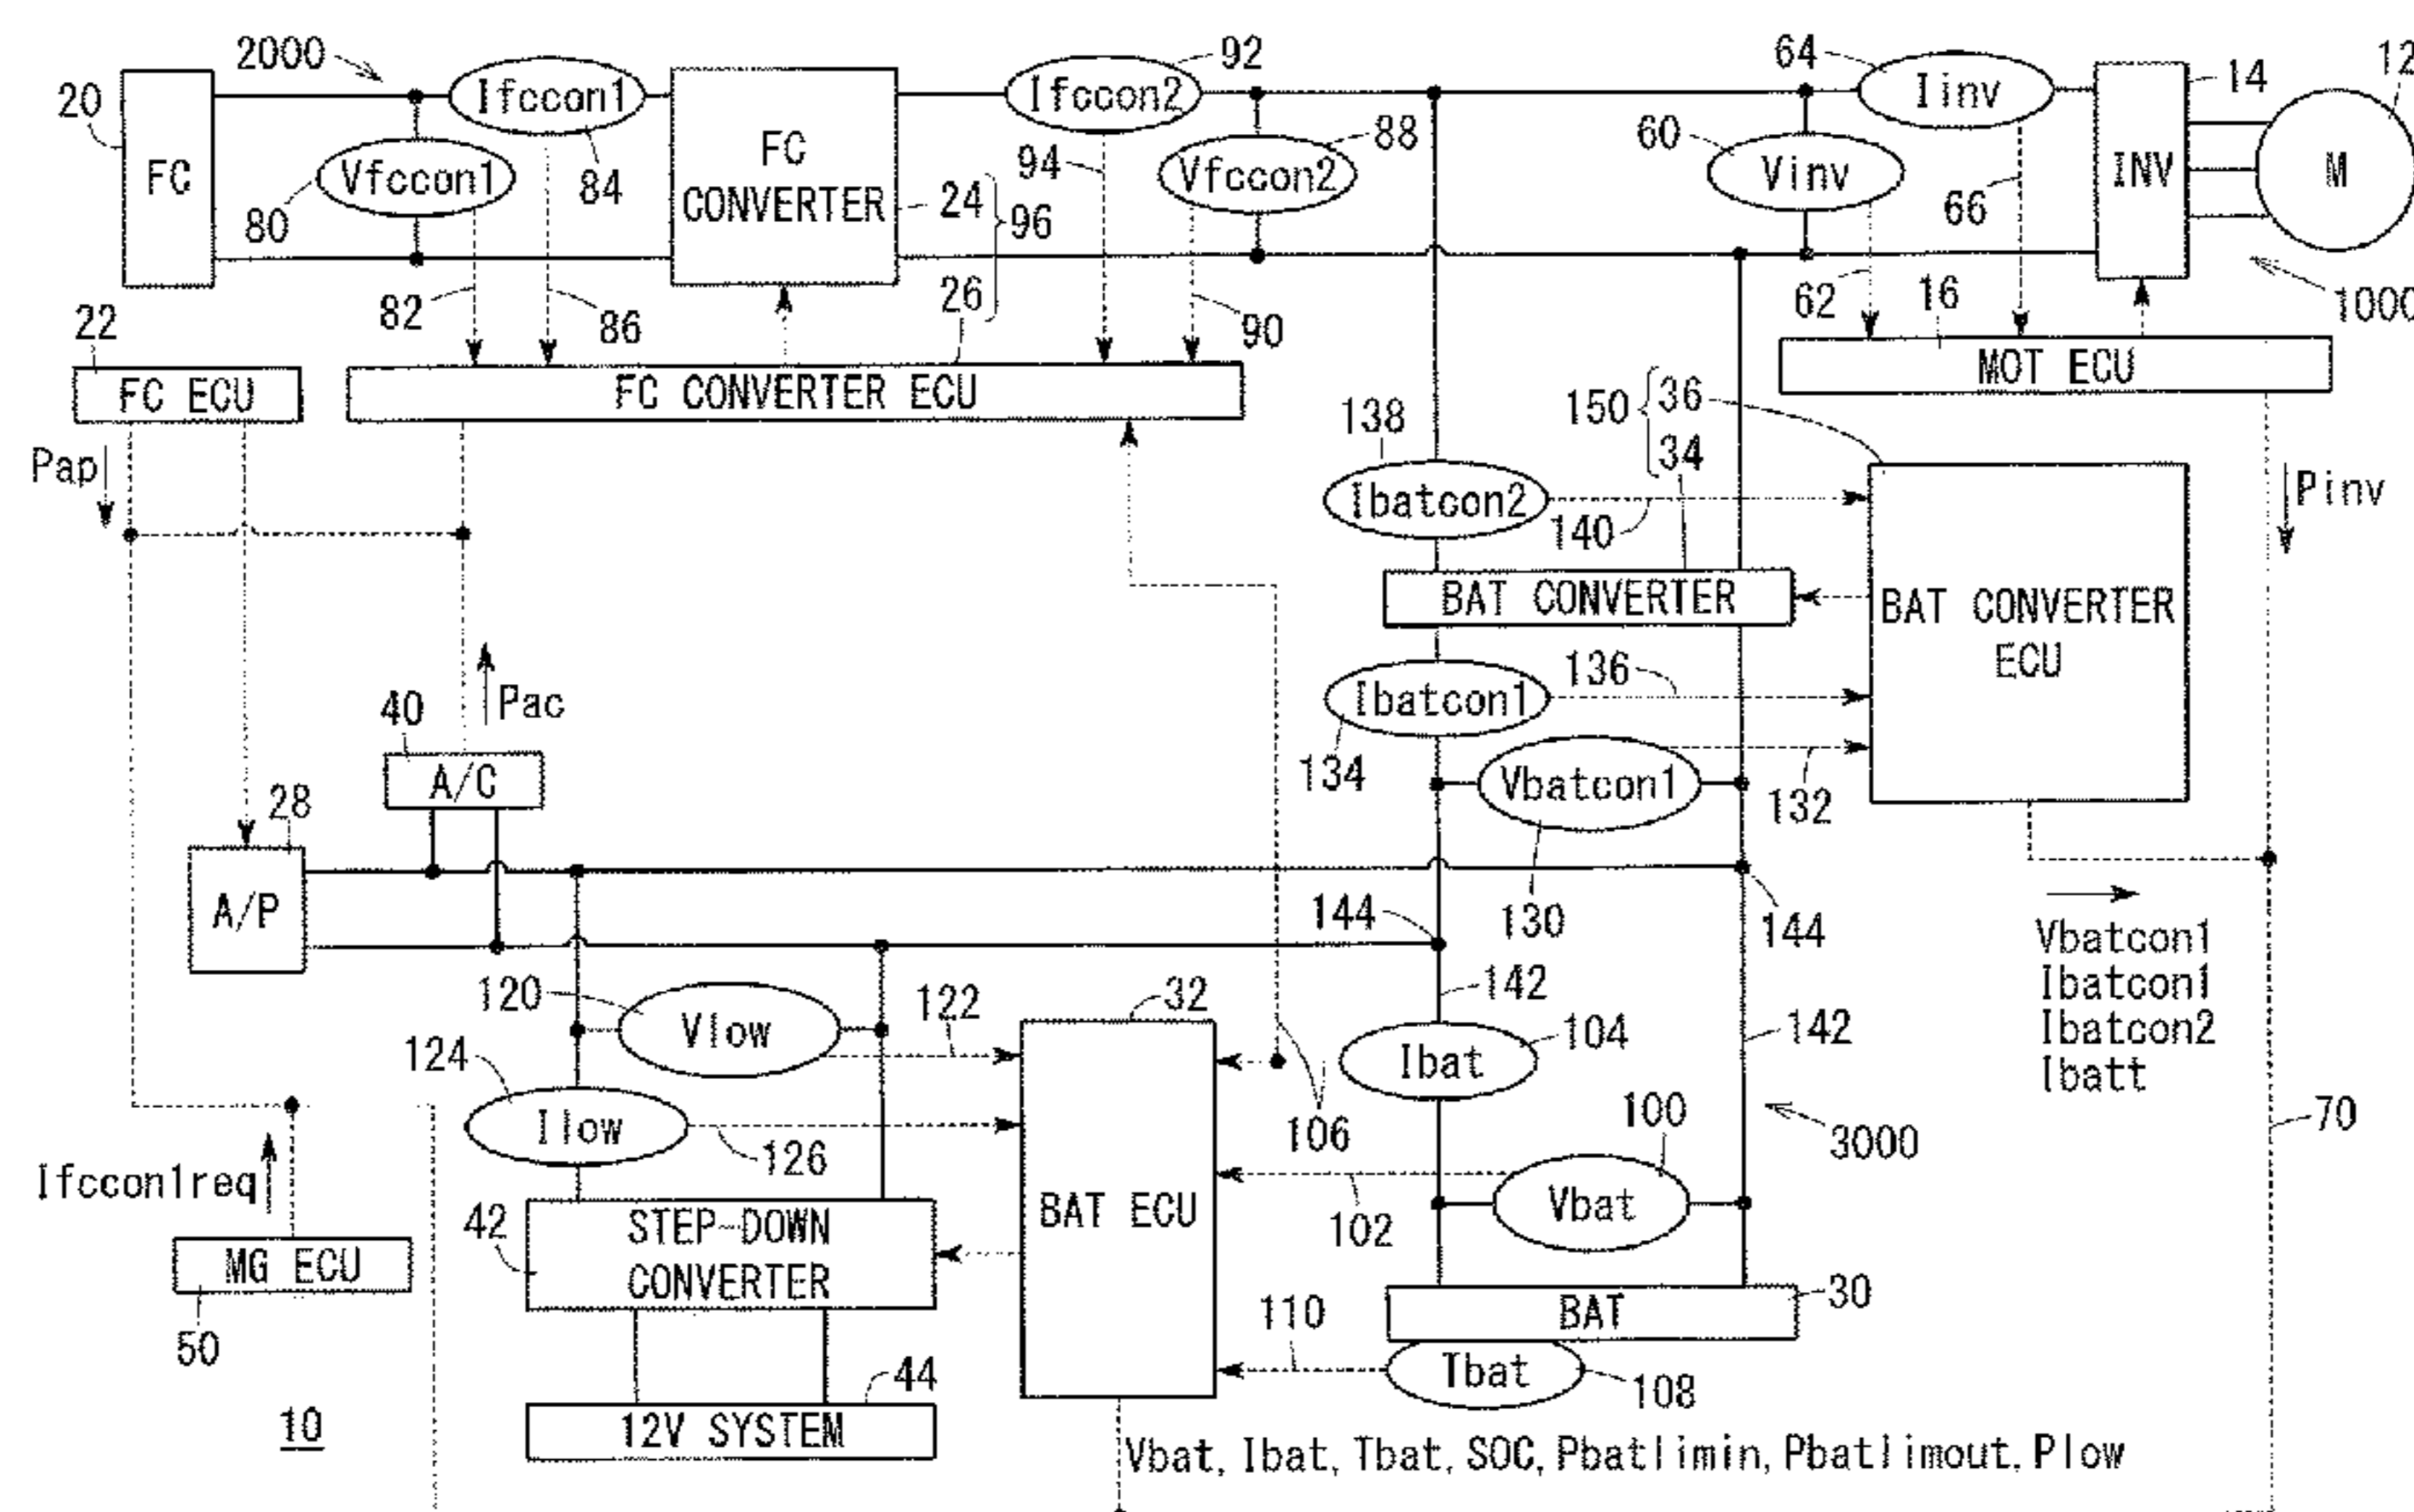 2000
92
64
12
20
Ifccon1
Ifccon2
Iinv
14
FC
CONVERTER
94
88
60
FC
Vfccon1
84
24
96
Vfccon2
Vinv
66
INV
M
80
82
86
26
90
62
16
1000
22
FC ECU
FC CONVERTER ECU
MOT ECU
138
150
36
34
Pap
Ibatcon2
140
Pinv
BAT CONVERTER
BAT CONVERTER
ECU
40
Pac
136
Ibatcon1
134
A/C
Vbatcon1
132
28
A/P
144
130
144
Vbatcon1
Ibatcon1
Ibatcon2
Ibatt
120
122
32
142
142
Vlow
104
Ibat
124
Ilow
126
106
100
3000
70
Ifccon1req
BAT ECU
102
Vbat
42
STEP-DOWN
CONVERTER
MG ECU
50
110
BAT
30
44
Tbat
108
10
12V SYSTEM
Vbat, Ibat, Tbat, SOC, Pbatlimin, Pbatlimout, Plow